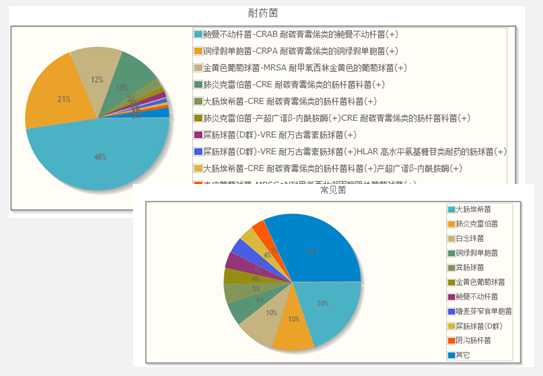 耐药菌
鲍曼不动杆菌-CRAB 耐碳青霉烯类的鲍曼不动杆菌(+)
铜绿假单胞菌-CRPA 耐碳青霉烯类的铜绿假单胞菌(+)
金黄色葡萄球菌-MRSA 耐甲氧西林金黄色的葡萄球菌(+)
肺炎克雷伯菌-CRE 耐碳青霉烯类的肠杆菌科菌(+)
大肠埃希菌-CRE 耐碳青霉烯类的肠杆菌科菌(+)
肺炎克雷伯菌-产超广谱β-内酰胺酶(+)CRE 耐碳青霉烯类的肠杆菌科菌(+)
屎肠球菌(D群)-VRE 耐万古霉素肠球菌(+)
屎肠球菌(D群)-VRE 耐万古霉素肠球菌(+)HLAR 高水平氨基糖苷类耐药的肠球菌(+)
大肠埃希菌-CRE 耐碳青霉烯类的肠杆菌科菌(+)产超广谱β-内酰胺酶(+)
12%
10%
21%
48%
常见菌
大肠埃希菌
肺炎克雷伯菌
白念纬菌
铜绿假单胞菌
粪肠球菌
金黄色葡萄球菌
鲍曼不动杆菌
嗜麦芽窄食单胞菌
屎肠球菌(D群)
阴沟肠杆菌
其它
4%
4%
5%
6%
10%
10%
20%